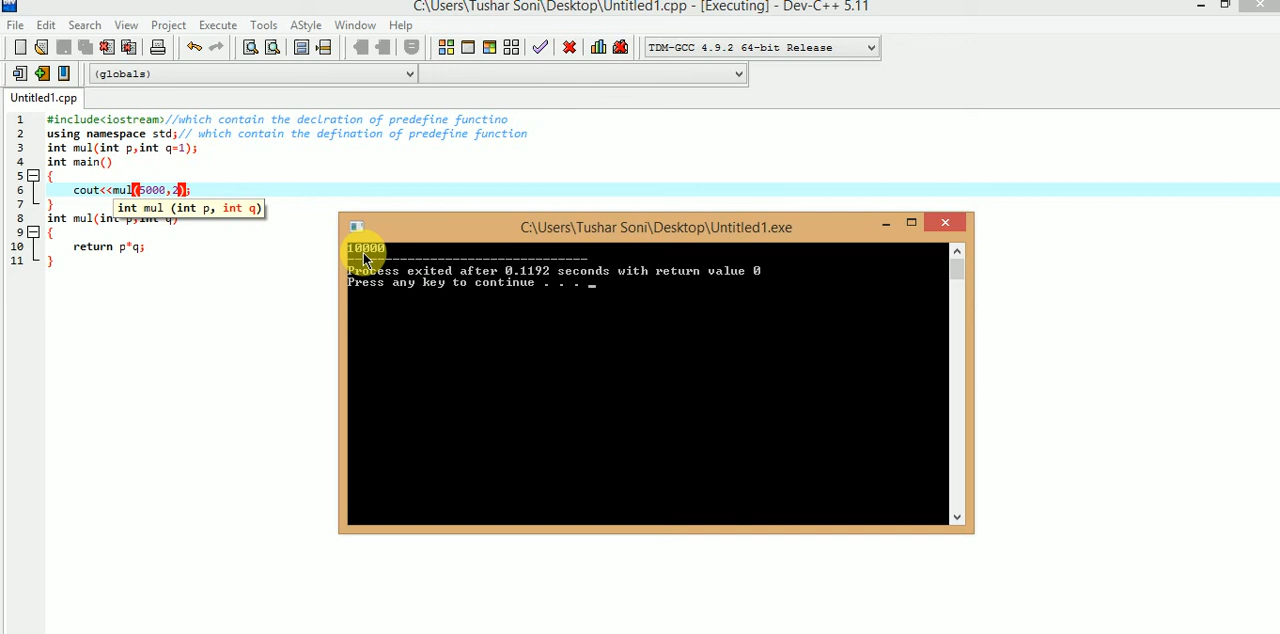 C:\Users\Tushar Soni\Desktop\Untitled1.cpp - [Executing] - Dev-C++ 5.11
File Edit Search View Project Execute Tools AStyle Window Help
TDM-GCC 4.9.2 64-bit Release
(globals)
Untitled1.cpp
1 #include<iostream>//which contain the declration of predefine functino
2 using namespace std;// which contain the defination of predefine function
3 int mul(int p,int q=1);
4 int main()
5 {
6 cout<<mul(5000,2);
7 }
int mul (int p, int q)
8 int mul(int p,int q)
9 {
10 return p*q;
11 }
C:\Users\Tushar Soni\Desktop\Untitled1.exe
10000
--------------------------------
Process exited after 0.1192 seconds with return value 0
Press any key to continue . . . _